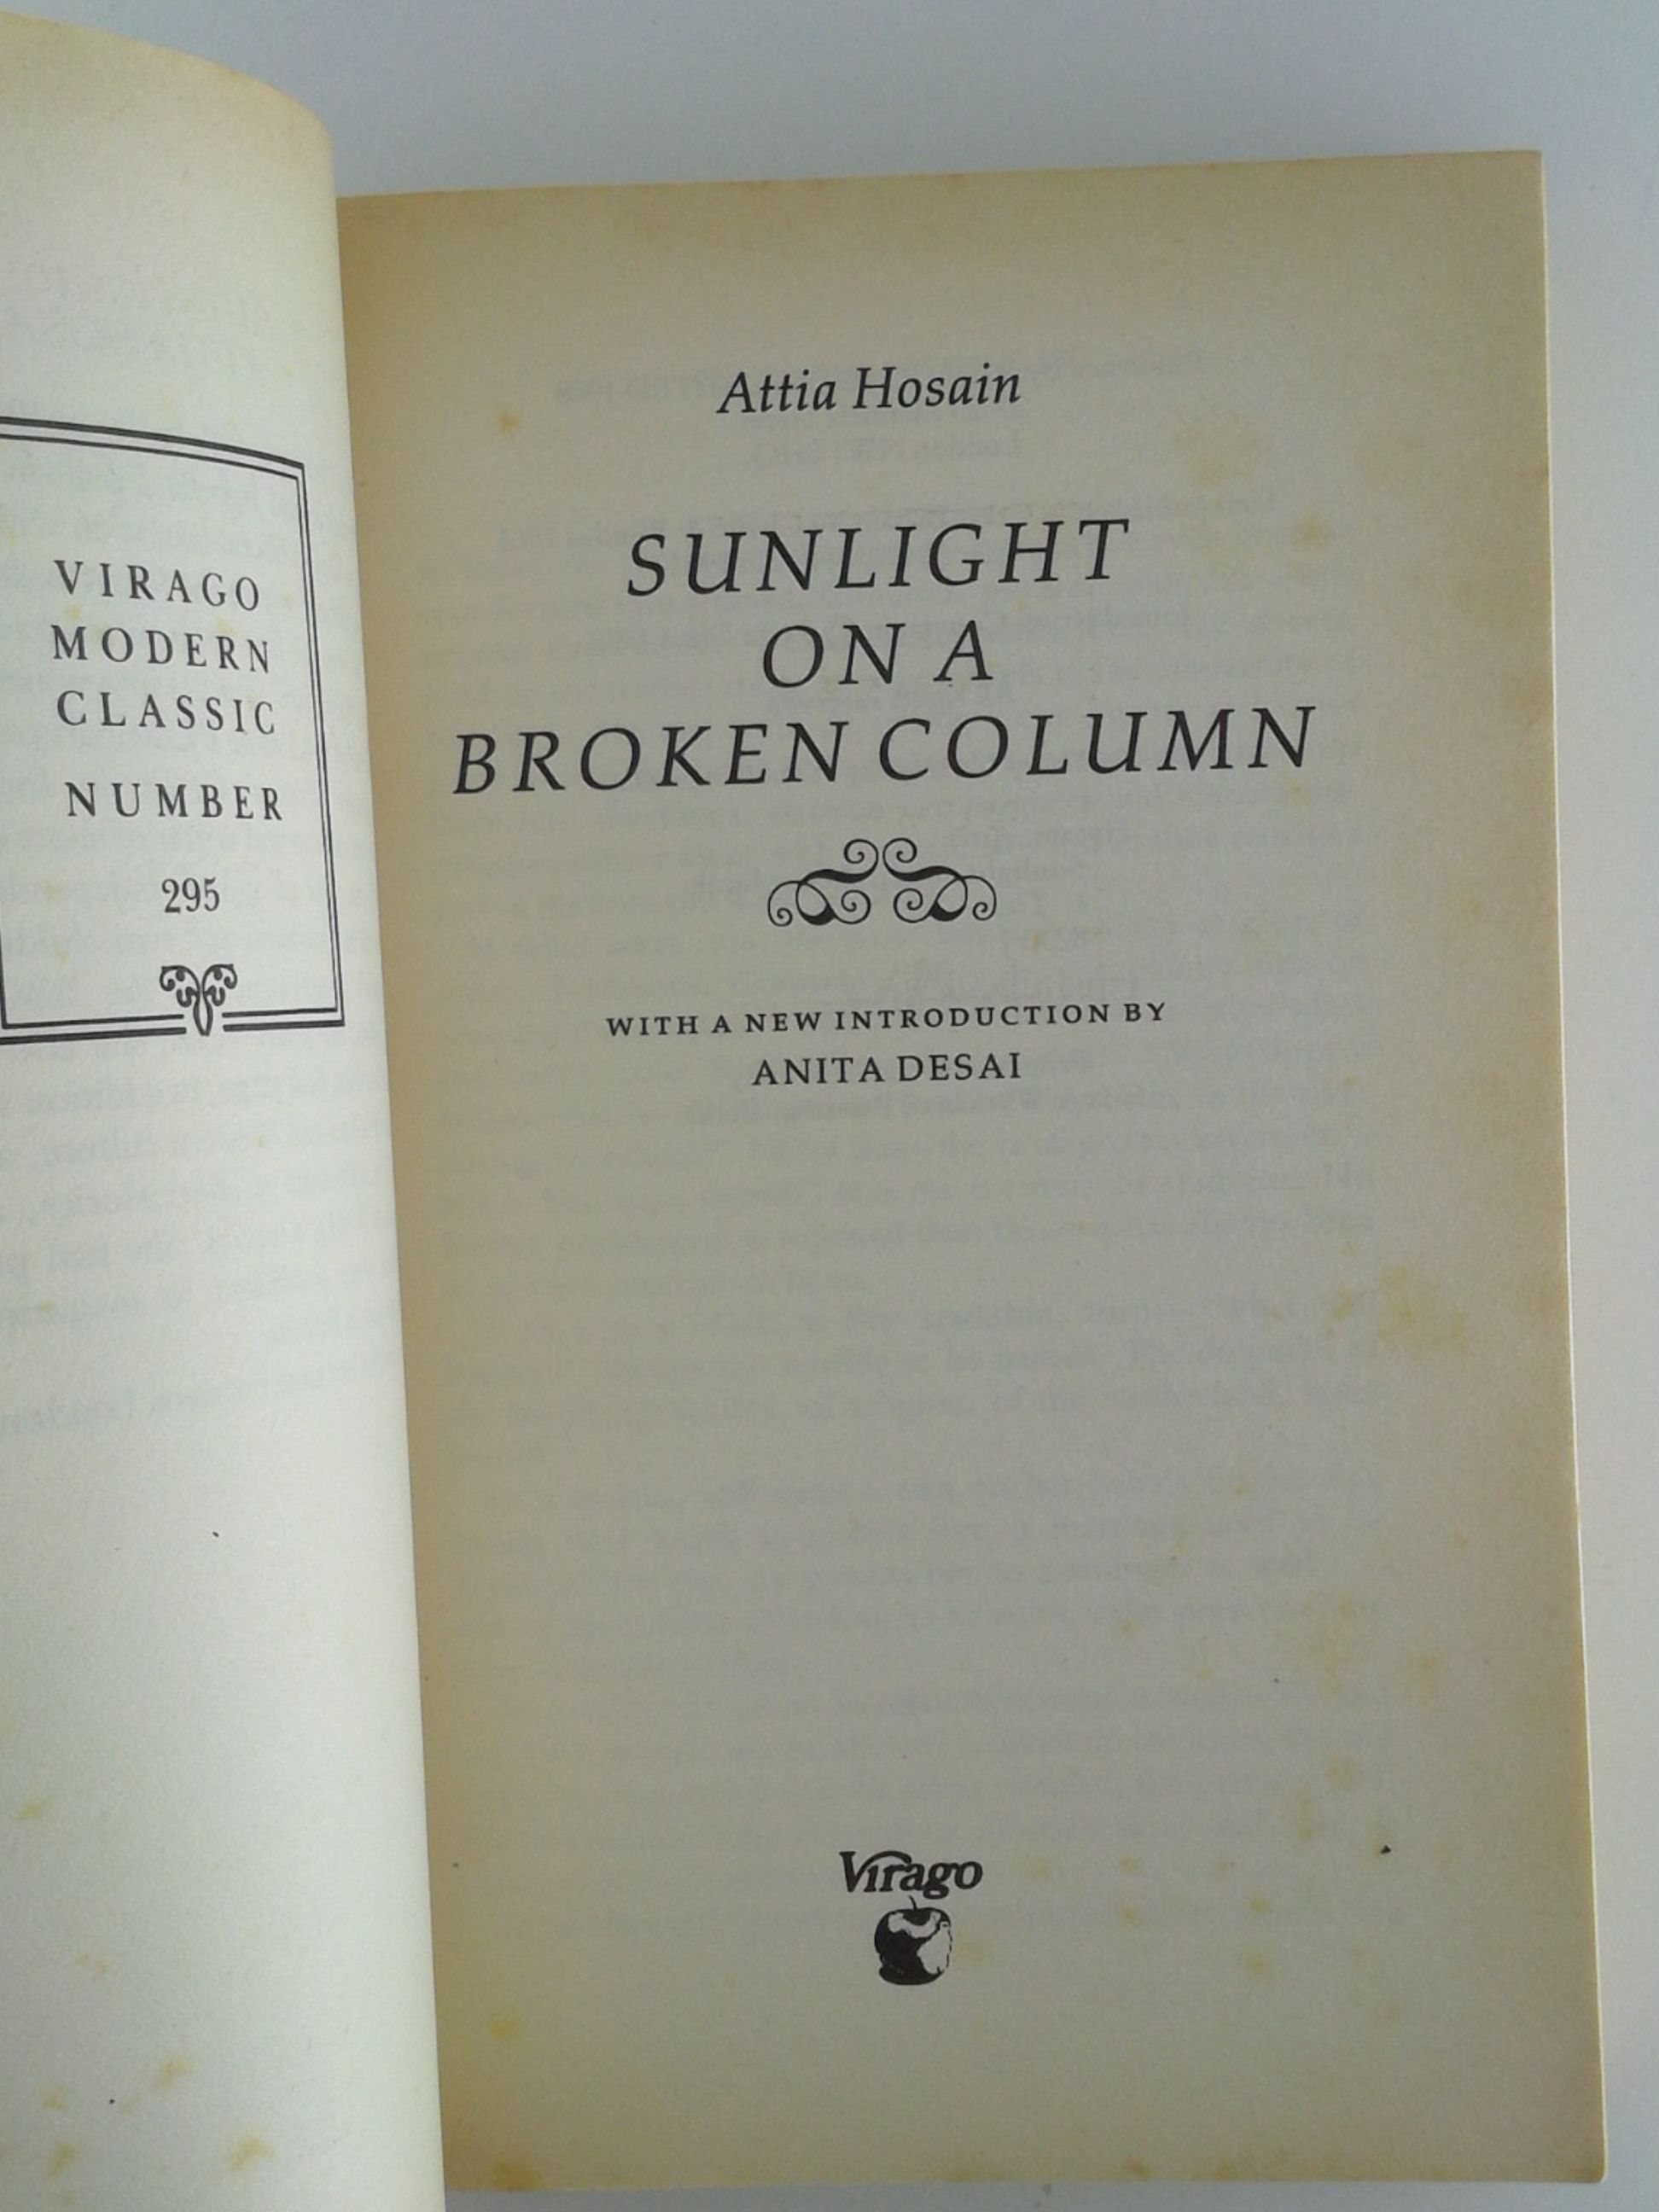 VIRAGO
MODERN
CLASSIC
NUMBER
295
Attia Hosain
SUNLIGHT
ON A
BROKEN COLUMN
WITH A NEW INTRODUCTION BY
ANITA DESAI
Virago